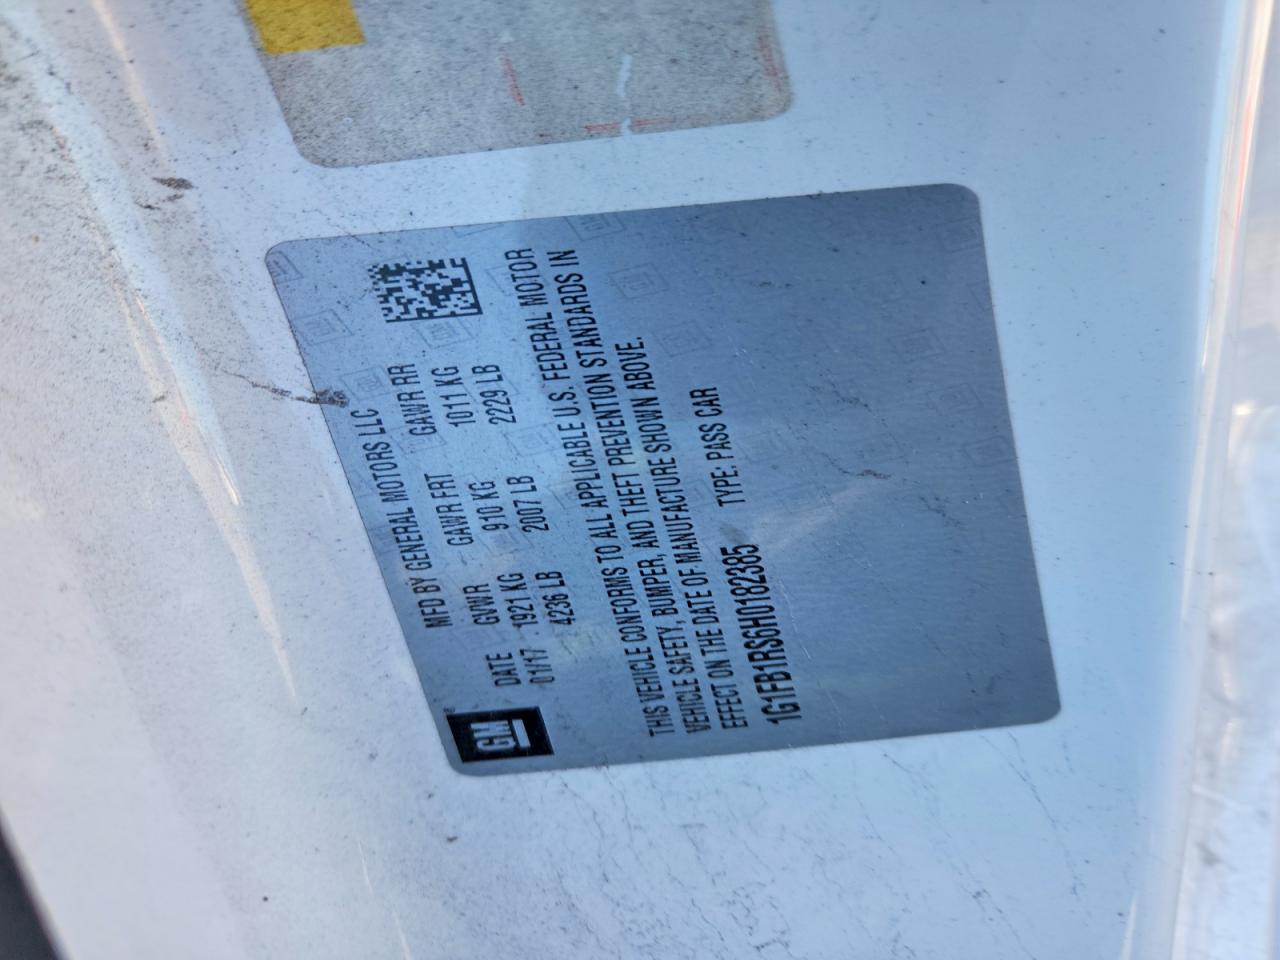 MFD BY GENERAL MOTORS LLC
DATE GVWR GAWR FRT GAWR RR
01/17 1921 KG 910 KG 1011 KG
4236 LB 2007 LB 2229 LB
GM
THIS VEHICLE CONFORMS TO ALL APPLICABLE U.S. FEDERAL MOTOR
VEHICLE SAFETY, BUMPER, AND THEFT PREVENTION STANDARDS IN
EFFECT ON THE DATE OF MANUFACTURE SHOWN ABOVE.
1G1FB1RS6H0182385 TYPE: PASS CAR